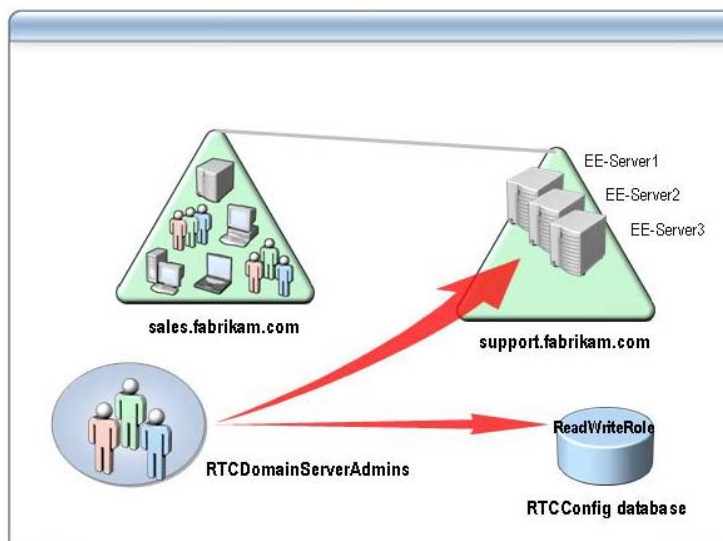 EE-Server1
EE-Server2
EE-Server3
sales.fabrikam.com
support.fabrikam.com
ReadWriteRole
RTCDomainServerAdmins
RTCConfig database